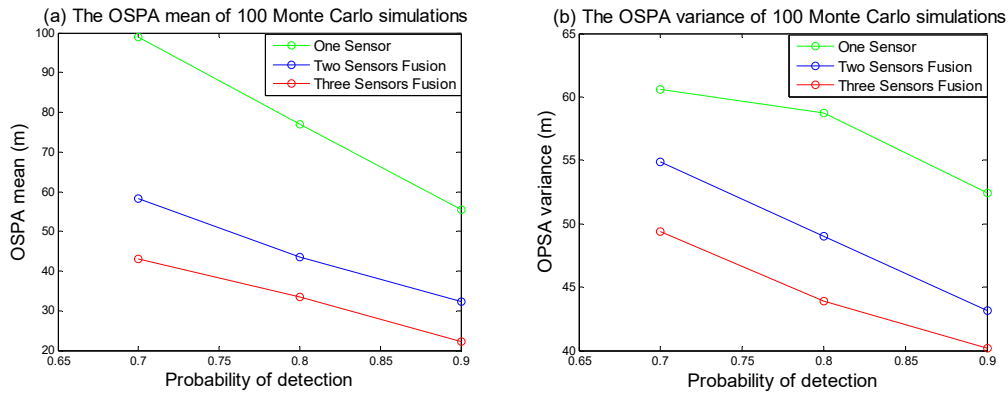 (a) The OSPA mean of 100 Monte Carlo simulations
100
90
80
70
60
50
40
30
20
OSPA mean (m)
One Sensor
Two Sensors Fusion
Three Sensors Fusion
0.65
0.7
0.75
0.8
0.85
0.9
Probability of detection
(b) The OSPA variance of 100 Monte Carlo simulations
65
60
55
50
45
40
OPSA variance (m)
One Sensor
Two Sensors Fusion
Three Sensors Fusion
0.65
0.7
0.75
0.8
0.85
0.9
Probability of detection